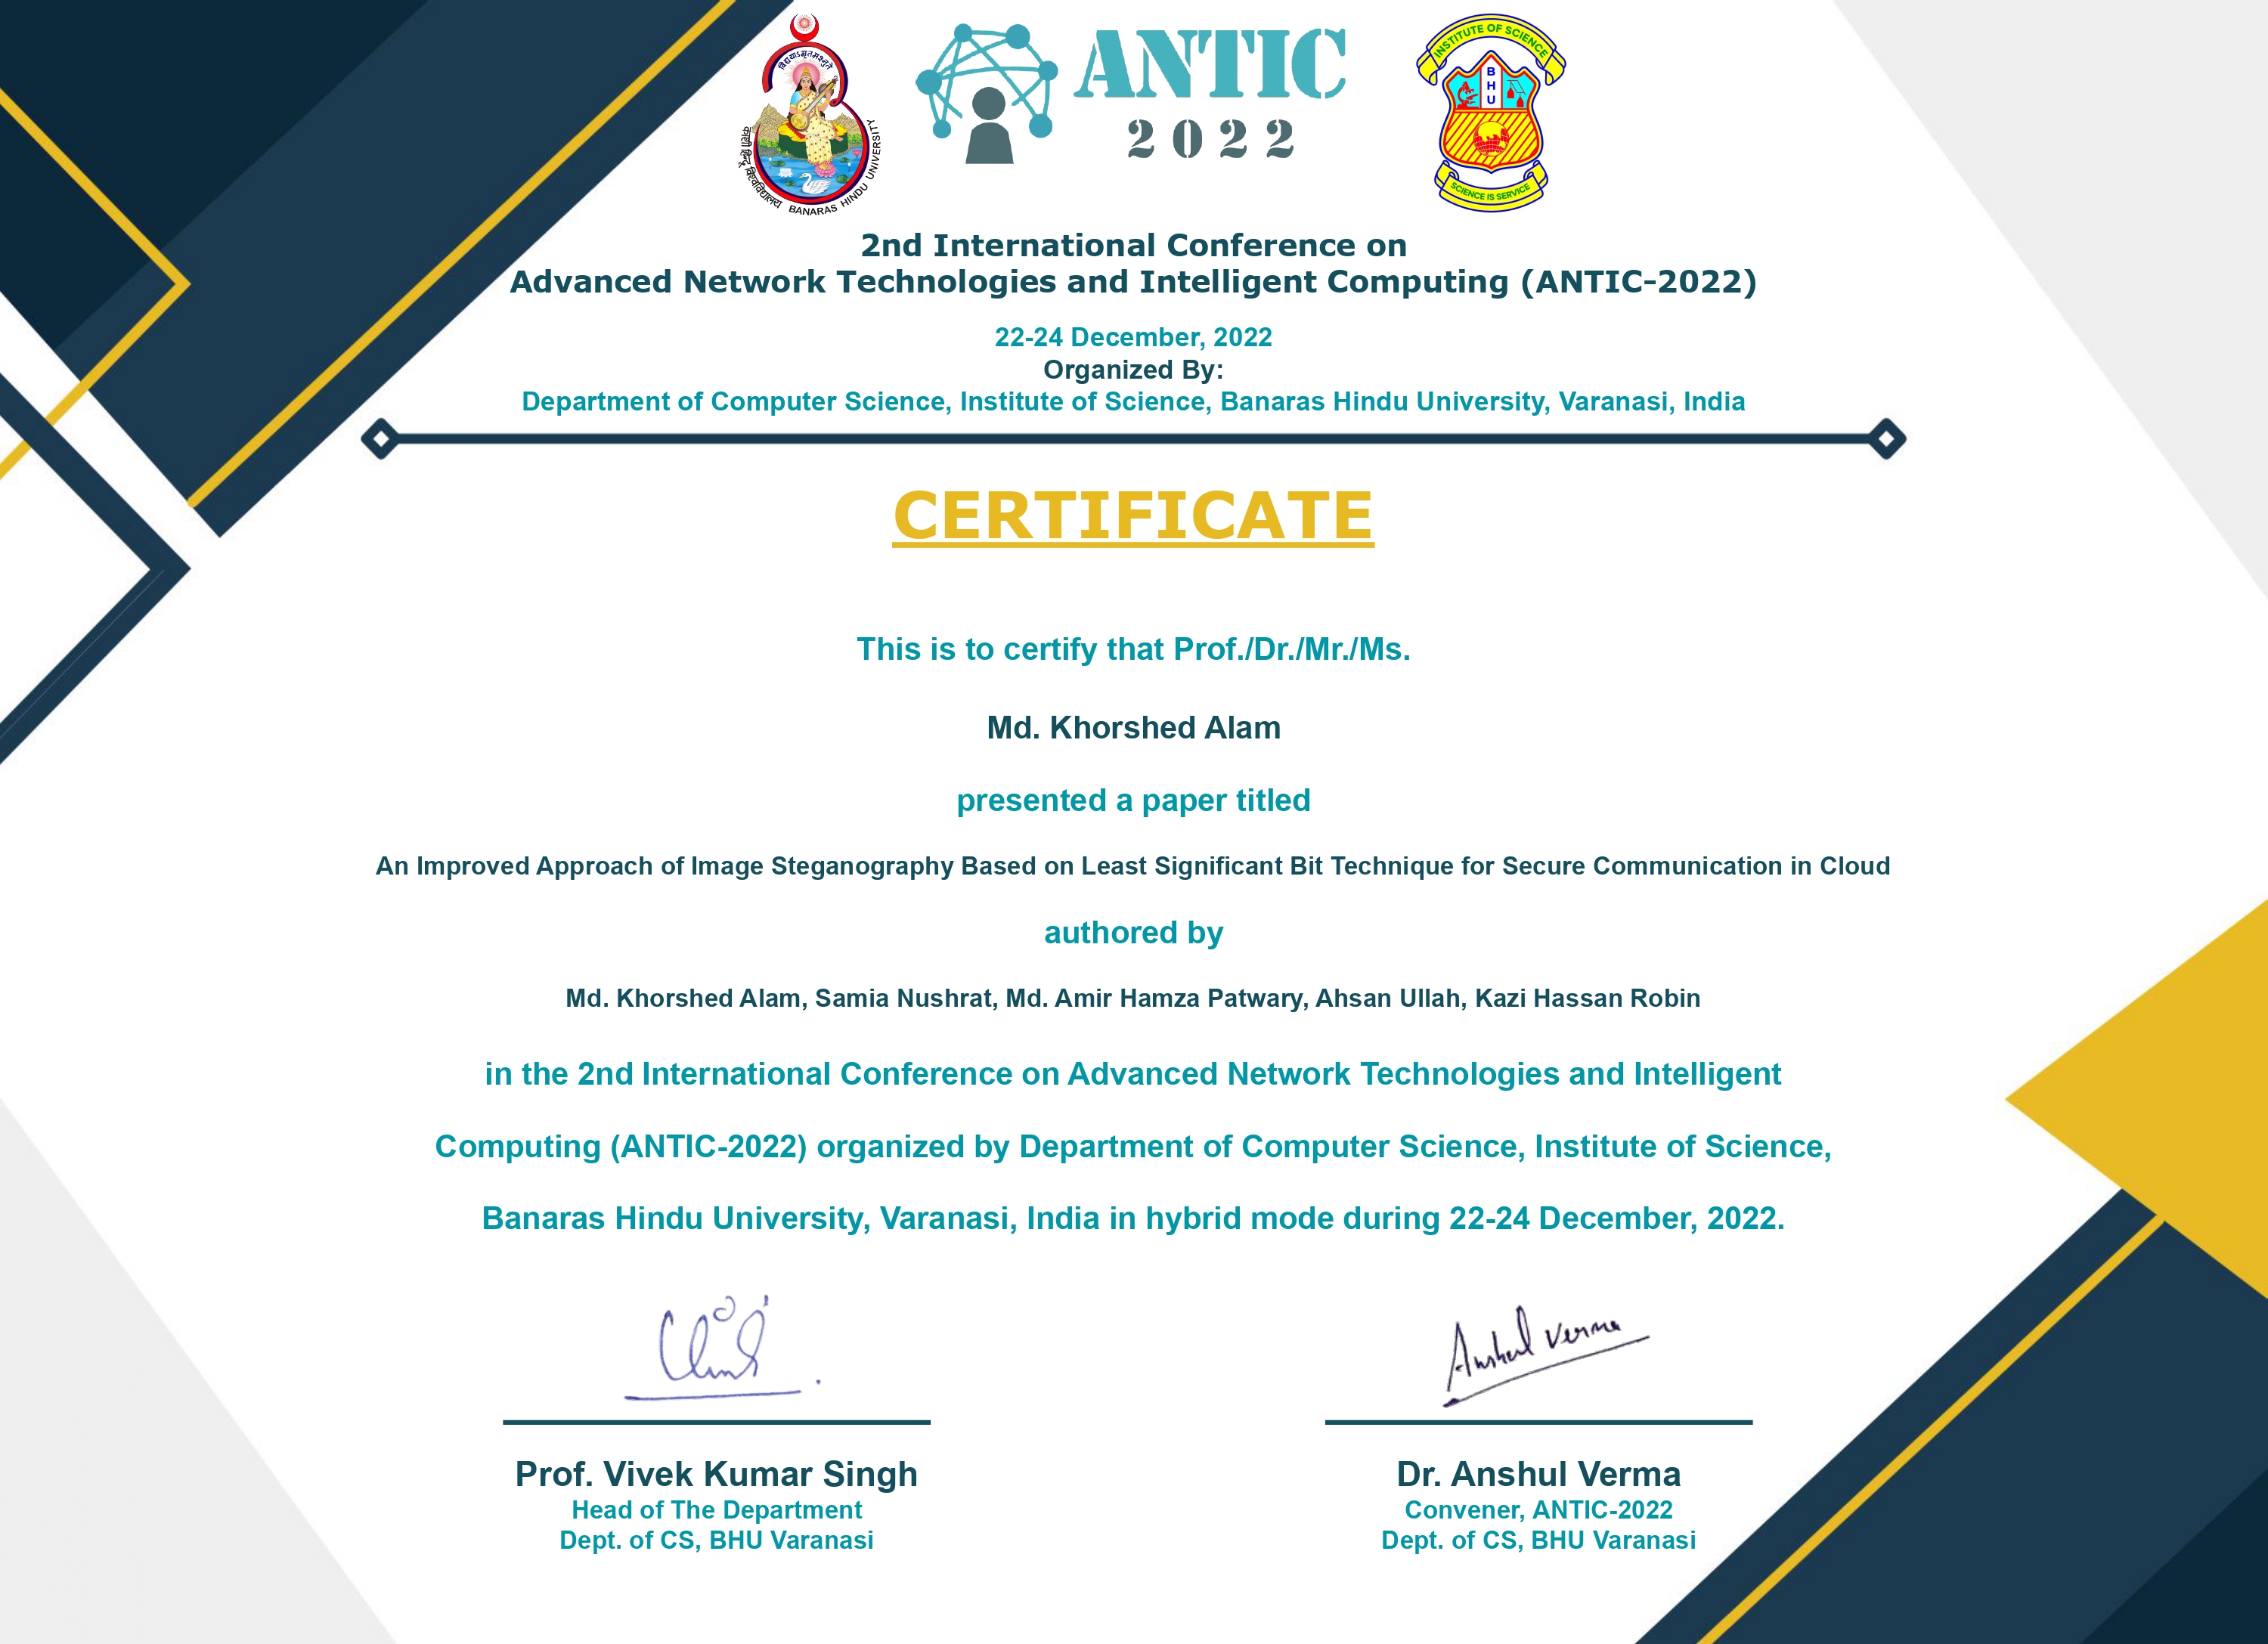 विद्ययाऽमृतमश्नुते
काशी हिन्दू विश्वविद्यालय BANARAS HINDU UNIVERSITY
ANTIC
2022
INSTITUTE OF SCIENCE
B
H
U
SCIENCE IS SERVICE
2nd International Conference on
Advanced Network Technologies and Intelligent Computing (ANTIC-2022)
22-24 December, 2022
Organized By:
Department of Computer Science, Institute of Science, Banaras Hindu University, Varanasi, India
CERTIFICATE
This is to certify that Prof./Dr./Mr./Ms.
Md. Khorshed Alam
presented a paper titled
An Improved Approach of Image Steganography Based on Least Significant Bit Technique for Secure Communication in Cloud
authored by
Md. Khorshed Alam, Samia Nushrat, Md. Amir Hamza Patwary, Ahsan Ullah, Kazi Hassan Robin
in the 2nd International Conference on Advanced Network Technologies and Intelligent
Computing (ANTIC-2022) organized by Department of Computer Science, Institute of Science,
Banaras Hindu University, Varanasi, India in hybrid mode during 22-24 December, 2022.
Anshul Verma
Prof. Vivek Kumar Singh
Head of The Department
Dept. of CS, BHU Varanasi
Dr. Anshul Verma
Convener, ANTIC-2022
Dept. of CS, BHU Varanasi